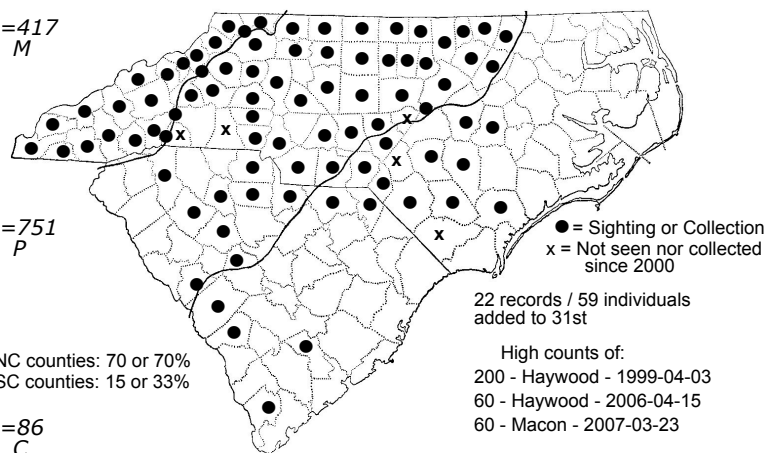 =417
M
=751
P
=86
C
NC counties: 70 or 70%
SC counties: 15 or 33%
● = Sighting or Collection
x = Not seen nor collected
since 2000
22 records / 59 individuals
added to 31st
High counts of:
200 - Haywood - 1999-04-03
60 - Haywood - 2006-04-15
60 - Macon - 2007-03-23
x
x
x
x
x